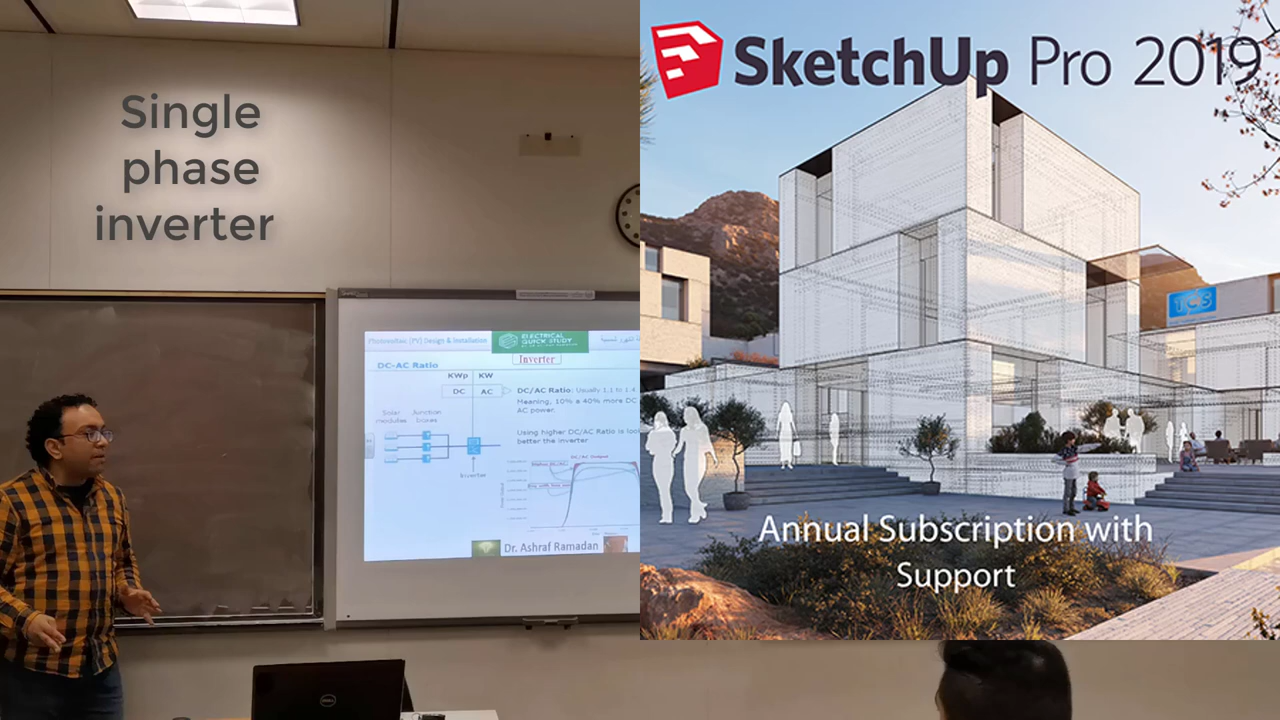 Single
phase
inverter
Photovoltaic (PV) Design & Installation
ELECTRICAL
QUICK STUDY
Inverter
DC-AC Ratio
KWp KW
DC AC
DC/AC Ratio: Usually 1.1 to 1.4
Meaning, 10% a 40% more DC
AC power.
Solar
modules
Junction
boxes
Using higher DC/AC Ratio is
better the inverter
Inverter
Dr. Ashraf Ramadan
DELL
SketchUp Pro 2019
TGS
Annual Subscription with
Support